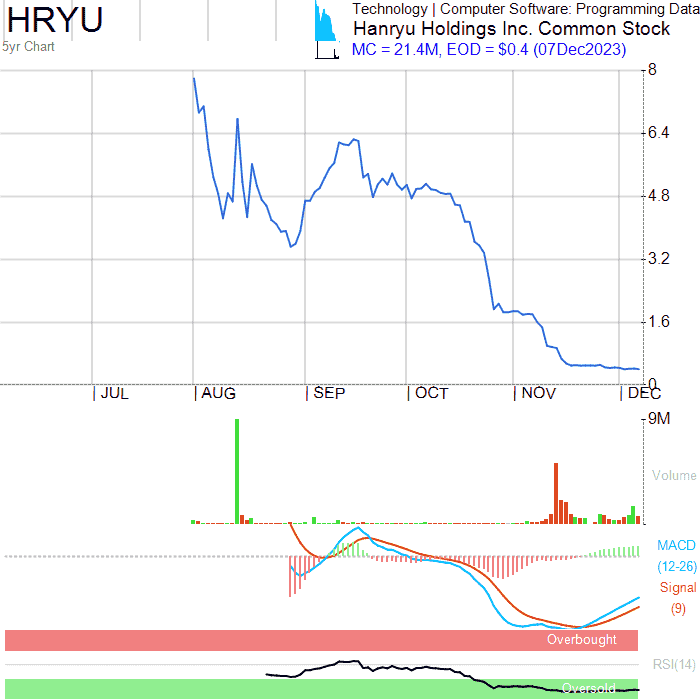 HRYU
5yr Chart
Technology | Computer Software: Programming Data
Hanryu Holdings Inc. Common Stock
MC = 21.4M, EOD = $0.4 (07Dec2023)
8
6.4
4.8
3.2
1.6
0
JUL AUG SEP OCT NOV DEC
9M
Volume
MACD
(12-26)
Signal
(9)
Overbought
RSI(14)
Oversold